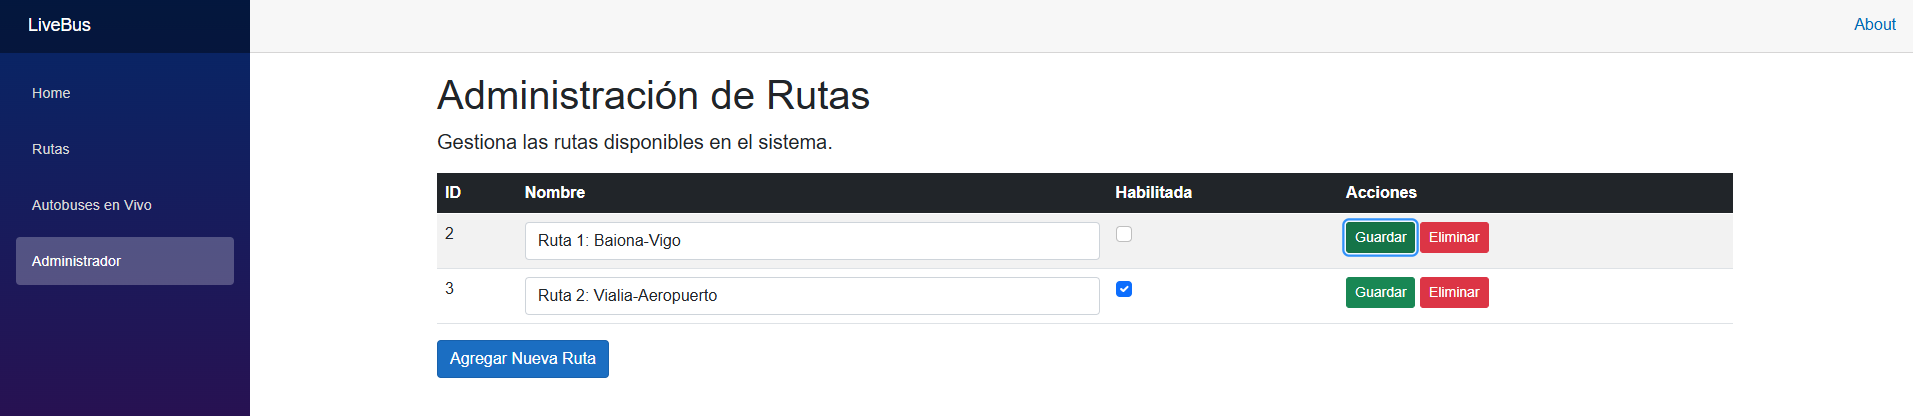 LiveBus
About
Home
Rutas
Autobuses en Vivo
Administrador
Administración de Rutas
Gestiona las rutas disponibles en el sistema.
ID Nombre Habilitada Acciones
2 Ruta 1: Baiona-Vigo Guardar Eliminar
3 Ruta 2: Vialia-Aeropuerto Guardar Eliminar
Agregar Nueva Ruta